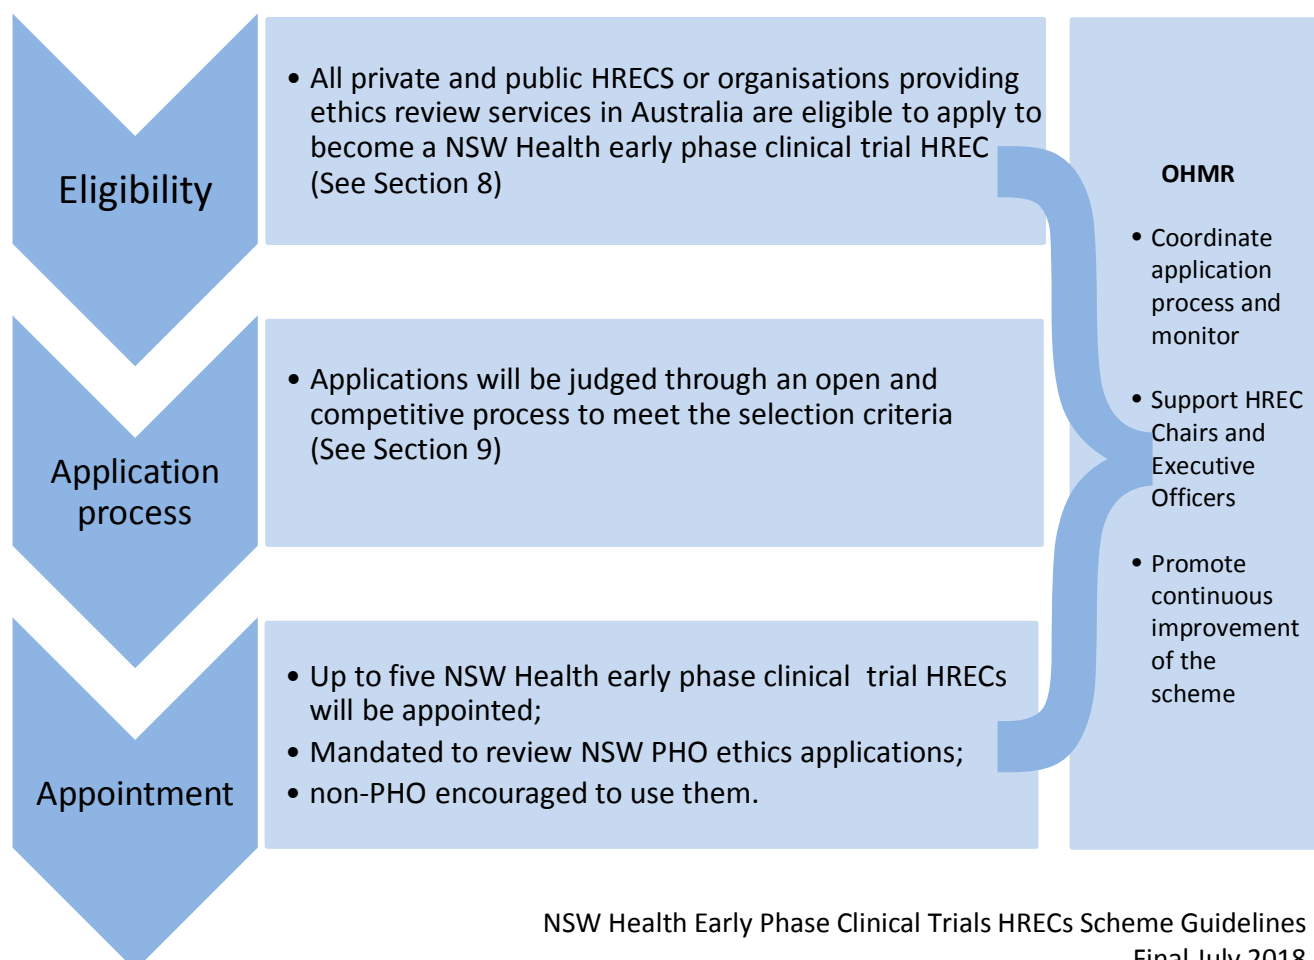 Eligibility
• All private and public HRECS or organisations providing
ethics review services in Australia are eligible to apply to
become a NSW Health early phase clinical trial HREC
(See Section 8)
Application
process
• Applications will be judged through an open and
competitive process to meet the selection criteria
(See Section 9)
Appointment
• Up to five NSW Health early phase clinical trial HRECs
will be appointed;
• Mandated to review NSW PHO ethics applications;
• non-PHO encouraged to use them.
OHMR
• Coordinate
application
process and
monitor
• Support HREC
Chairs and
Executive
Officers
• Promote
continuous
improvement
of the
scheme
NSW Health Early Phase Clinical Trials HRECs Scheme Guidelines
Final July 2018